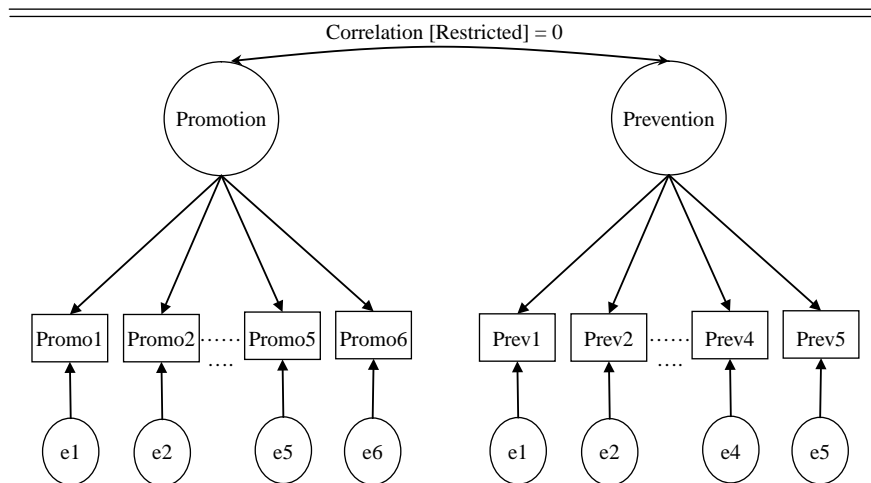 Correlation [Restricted] = 0
Promotion
Prevention
Promo1 Promo2 ...... Promo5 Promo6 Prev1 Prev2 ...... Prev4 Prev5
.... ....
e1 e2 e5 e6 e1 e2 e4 e5